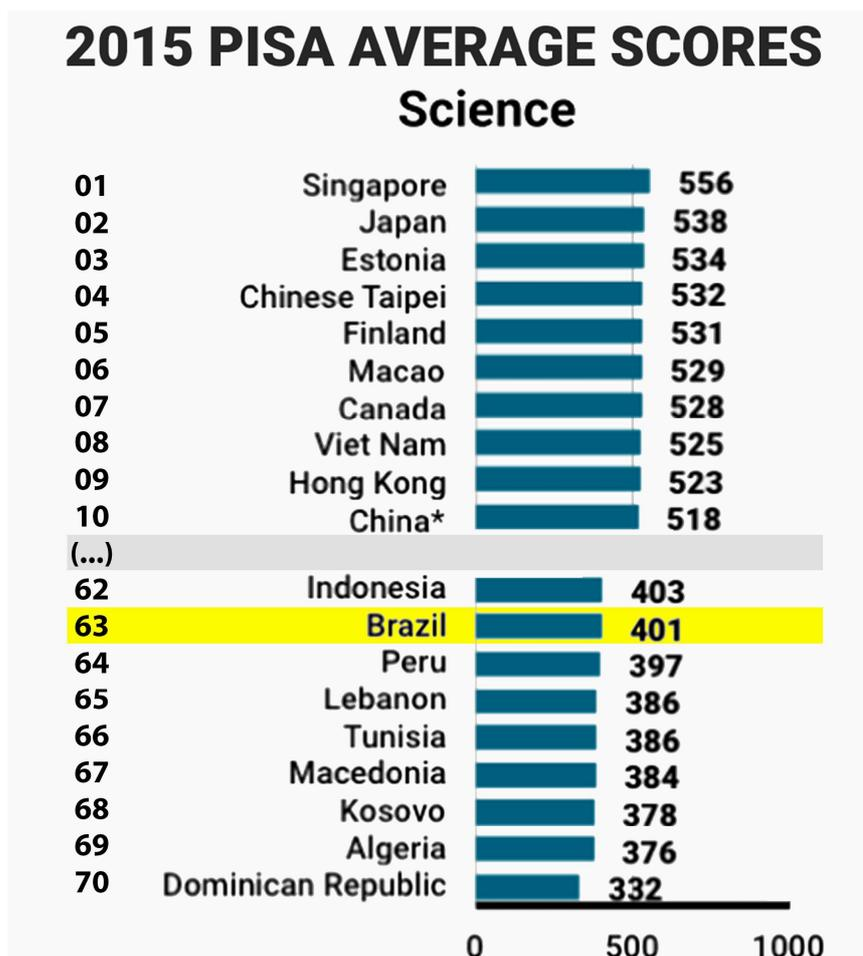 2015 PISA AVERAGE SCORES
Science
01 Singapore 556
02 Japan 538
03 Estonia 534
04 Chinese Taipei 532
05 Finland 531
06 Macao 529
07 Canada 528
08 Viet Nam 525
09 Hong Kong 523
10 China* 518
(...)
62 Indonesia 403
63 Brazil 401
64 Peru 397
65 Lebanon 386
66 Tunisia 386
67 Macedonia 384
68 Kosovo 378
69 Algeria 376
70 Dominican Republic 332
0 500 1000